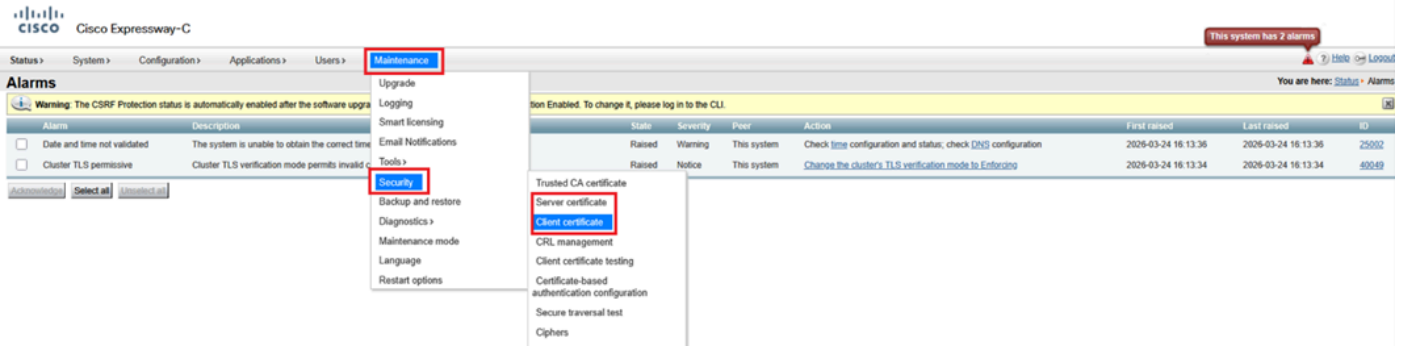 CISCO Cisco Expressway-C
This system has 2 alarms
Status > System > Configuration > Applications > Users > Maintenance Help Logout
Alarms You are here: Status Alarms
Warning: The CSRF Protection status is automatically enabled after the software upgra tion Enabled. To change it, please log in to the CLI.
Alarm Description State Severity Peer Action First raised Last raised ID
Date and time not validated The system is unable to obtain the correct time Raised Warning This system Check time configuration and status; check DNS configuration 2026-03-24 16:13:36 2026-03-24 16:13:36 25002
Cluster TLS permissive Cluster TLS verification mode permits invalid c Raised Notice This system Change the cluster's TLS verification mode to Enforcing 2026-03-24 16:13:34 2026-03-24 16:13:34 40049
Acknowledge Select all Unselect all
Upgrade
Logging
Smart licensing
Email Notifications
Tools >
Security
Backup and restore
Diagnostics >
Maintenance mode
Language
Restart options
Trusted CA certificate
Server certificate
Client certificate
CRL management
Client certificate testing
Certificate-based
authentication configuration
Secure traversal test
Ciphers